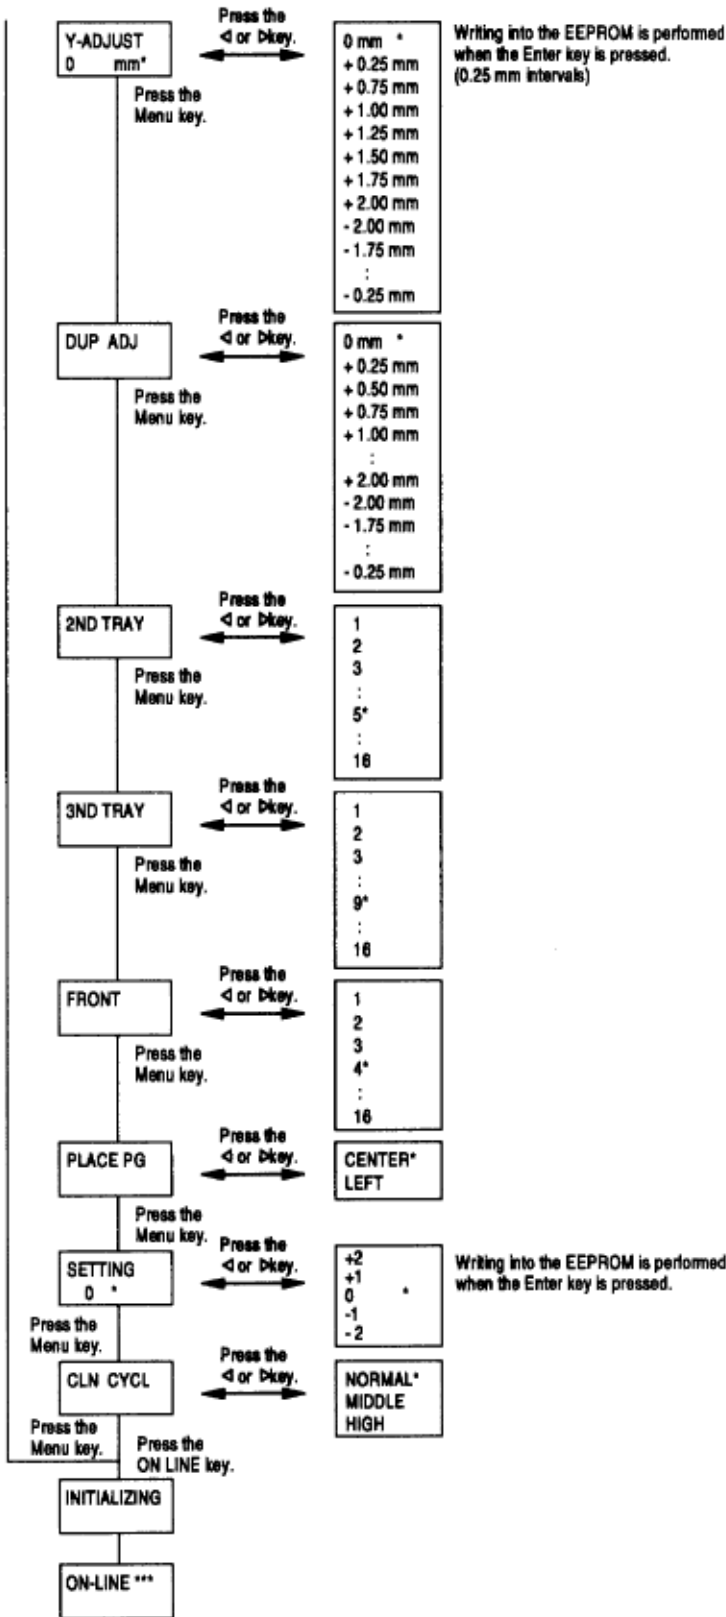 Y-ADJUST
0 mm*
Press the
◁ or ▷key.
0 mm *
+ 0.25 mm
+ 0.75 mm
+ 1.00 mm
+ 1.25 mm
+ 1.50 mm
+ 1.75 mm
+ 2.00 mm
- 2.00 mm
- 1.75 mm
:
- 0.25 mm
Writing into the EEPROM is performed
when the Enter key is pressed.
(0.25 mm intervals)
Press the
Menu key.
DUP ADJ
Press the
◁ or ▷key.
0 mm *
+ 0.25 mm
+ 0.50 mm
+ 0.75 mm
+ 1.00 mm
:
+ 2.00 mm
- 2.00 mm
- 1.75 mm
:
- 0.25 mm
Press the
Menu key.
2ND TRAY
Press the
◁ or ▷key.
1
2
3
:
5*
:
16
Press the
Menu key.
3ND TRAY
Press the
◁ or ▷key.
1
2
3
:
9*
:
16
Press the
Menu key.
FRONT
Press the
◁ or ▷key.
1
2
3
4*
:
16
Press the
Menu key.
PLACE PG
Press the
◁ or ▷key.
CENTER*
LEFT
Press the
Menu key.
SETTING
0 *
Press the
◁ or ▷key.
+2
+1
0 *
-1
- 2
Writing into the EEPROM is performed
when the Enter key is pressed.
Press the
Menu key.
CLN CYCL
Press the
◁ or ▷key.
NORMAL*
MIDDLE
HIGH
Press the
Menu key.
Press the
ON LINE key.
INITIALIZING
ON-LINE ***